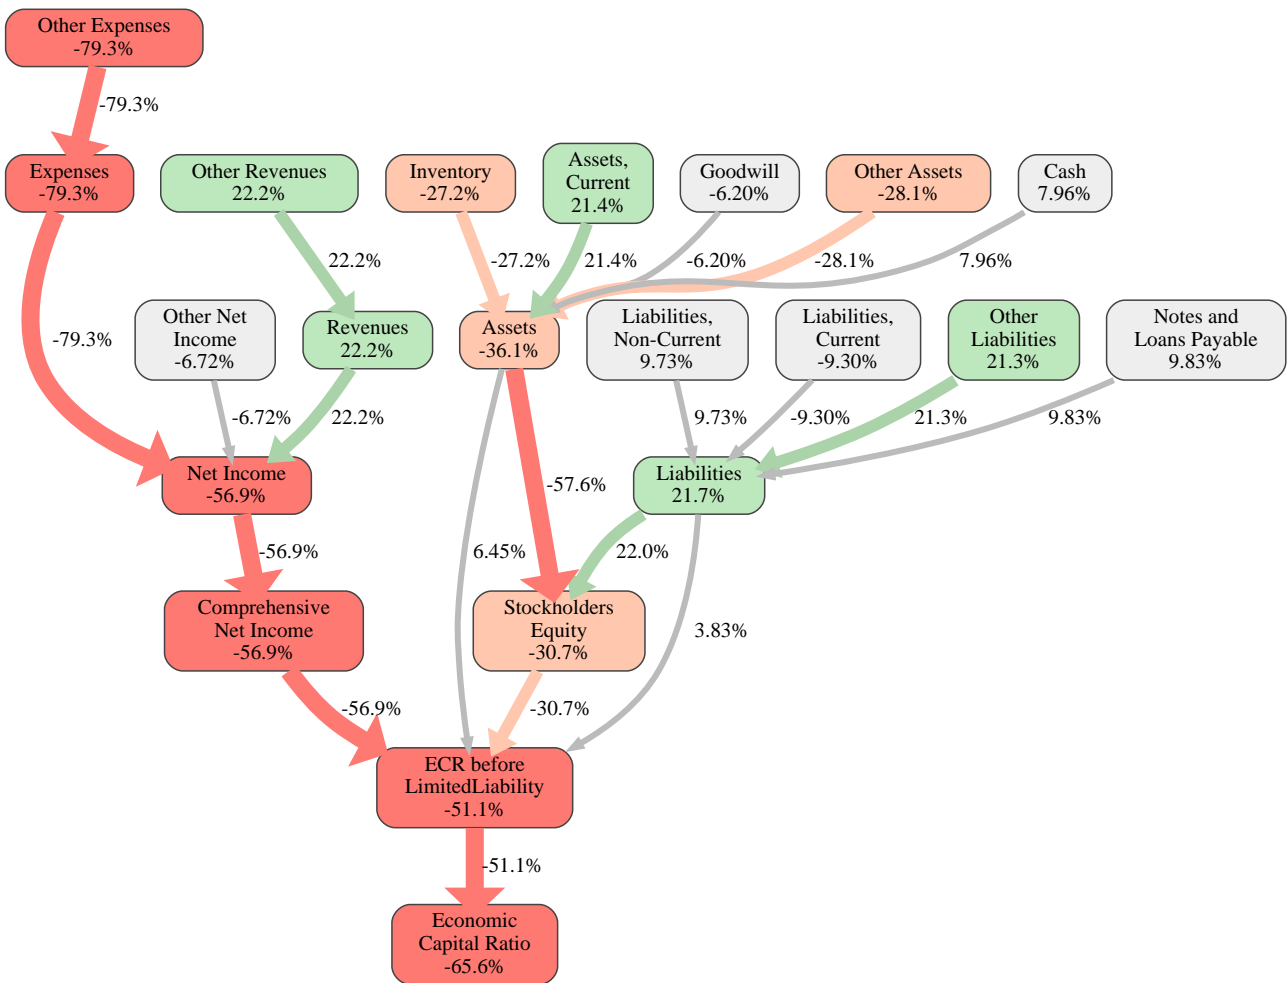 Other Expenses
-79.3%
-79.3%
Expenses
-79.3%
Other Revenues
22.2%
Inventory
-27.2%
Assets,
Current
21.4%
Goodwill
-6.20%
Other Assets
-28.1%
Cash
7.96%
22.2%
-27.2%
21.4%
-6.20%
-28.1%
7.96%
-79.3%
Other Net
Income
-6.72%
Revenues
22.2%
Assets
-36.1%
Liabilities,
Non-Current
9.73%
Liabilities,
Current
-9.30%
Other
Liabilities
21.3%
Notes and
Loans Payable
9.83%
-6.72%
22.2%
9.73%
-9.30%
21.3%
9.83%
Net Income
-56.9%
-57.6%
Liabilities
21.7%
-56.9%
6.45%
22.0%
Comprehensive
Net Income
-56.9%
Stockholders
Equity
-30.7%
3.83%
-56.9%
-30.7%
ECR before
LimitedLiability
-51.1%
-51.1%
Economic
Capital Ratio
-65.6%